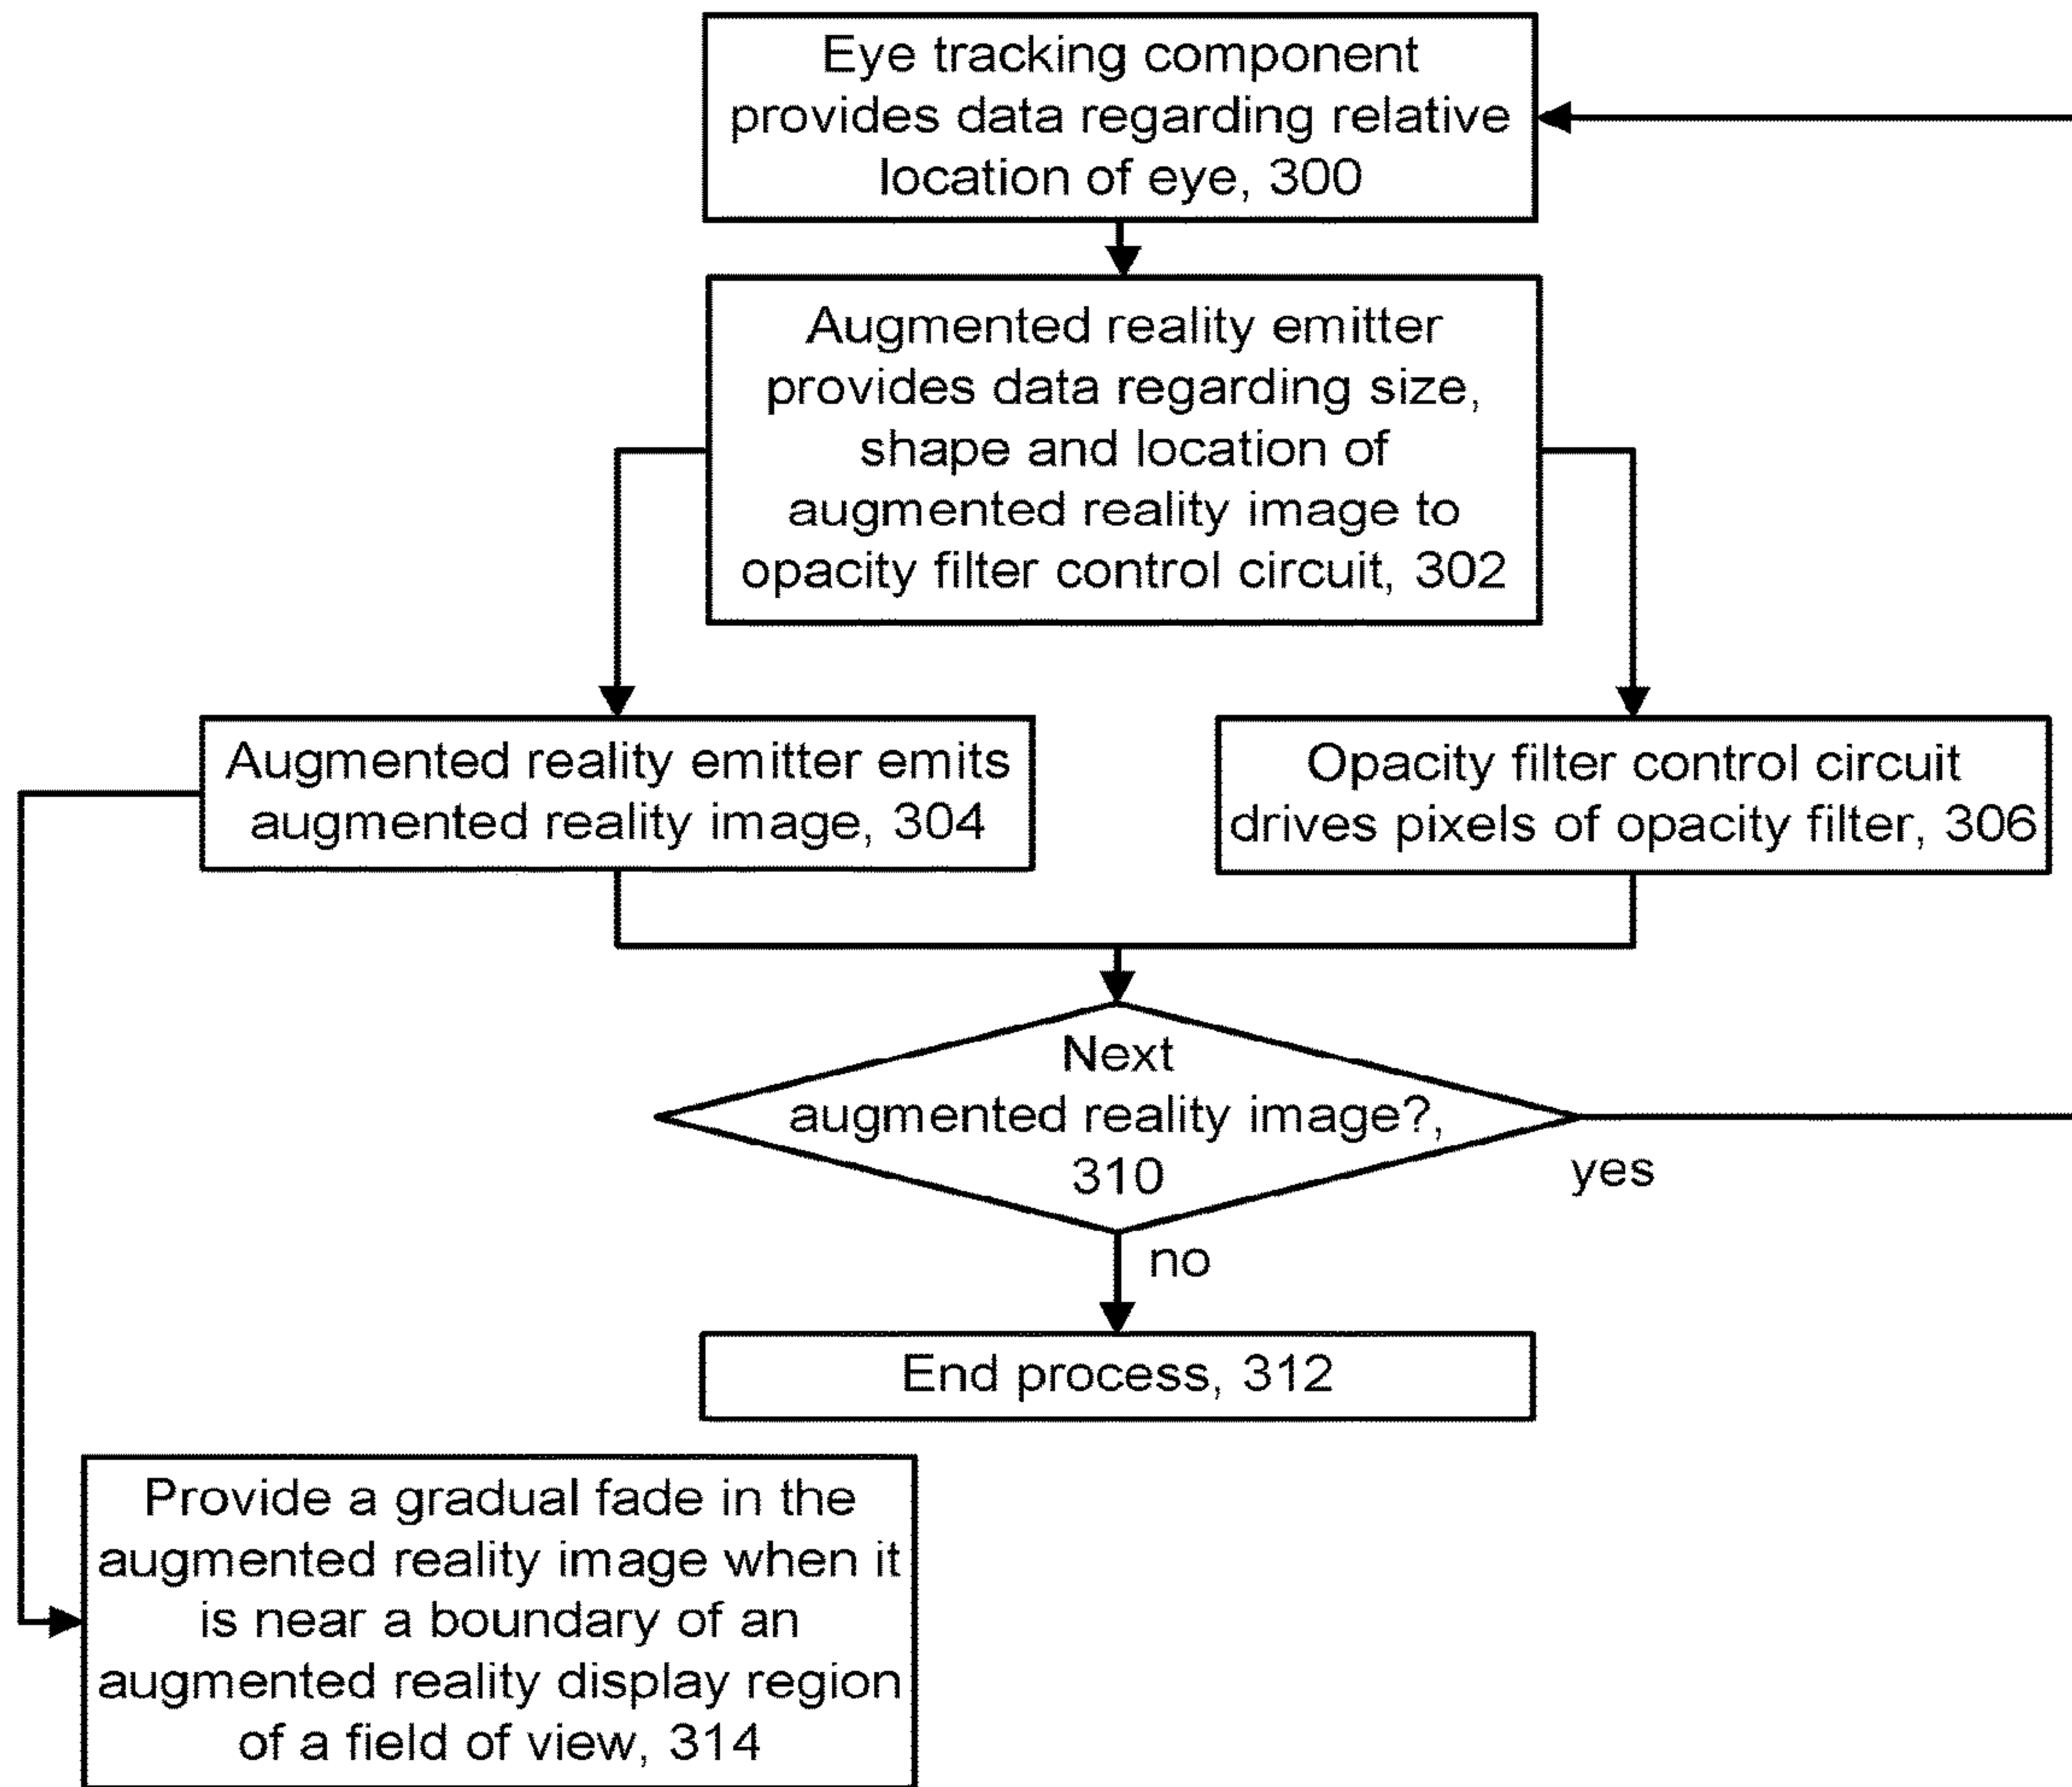 Eye tracking component
provides data regarding relative
location of eye, 300
Augmented reality emitter
provides data regarding size,
shape and location of
augmented reality image to
opacity filter control circuit, 302
Augmented reality emitter emits
augmented reality image, 304
Opacity filter control circuit
drives pixels of opacity filter, 306
Next
augmented reality image?,
310
yes
no
End process, 312
Provide a gradual fade in the
augmented reality image when it
is near a boundary of an
augmented reality display region
of a field of view, 314